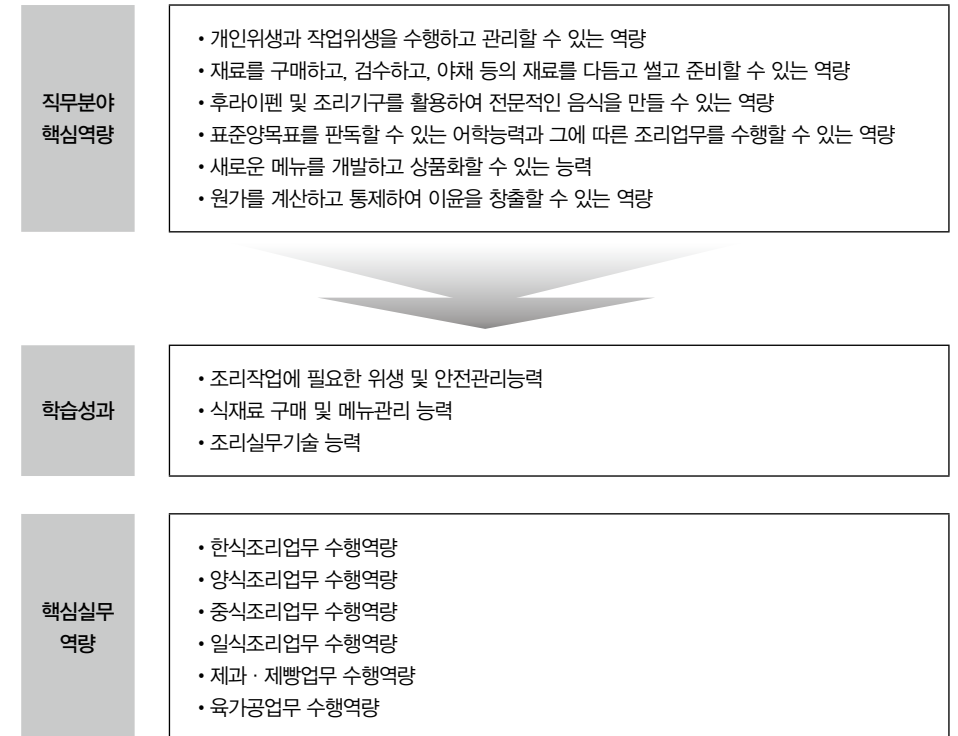 직무분야
핵심역량
• 개인위생과 작업위생을 수행하고 관리할 수 있는 역량
• 재료를 구매하고, 검수하고, 야채 등의 재료를 다듬고 썰고 준비할 수 있는 역량
• 후라이펜 및 조리기구를 활용하여 전문적인 음식을 만들 수 있는 역량
• 표준양목표를 판독할 수 있는 어학능력과 그에 따른 조리업무를 수행할 수 있는 역량
• 새로운 메뉴를 개발하고 상품화할 수 있는 능력
• 원가를 계산하고 통제하여 이윤을 창출할 수 있는 역량
학습성과
• 조리작업에 필요한 위생 및 안전관리능력
• 식재료 구매 및 메뉴관리 능력
• 조리실무기술 능력
핵심실무
역량
• 한식조리업무 수행역량
• 양식조리업무 수행역량
• 중식조리업무 수행역량
• 일식조리업무 수행역량
• 제과 · 제빵업무 수행역량
• 육가공업무 수행역량